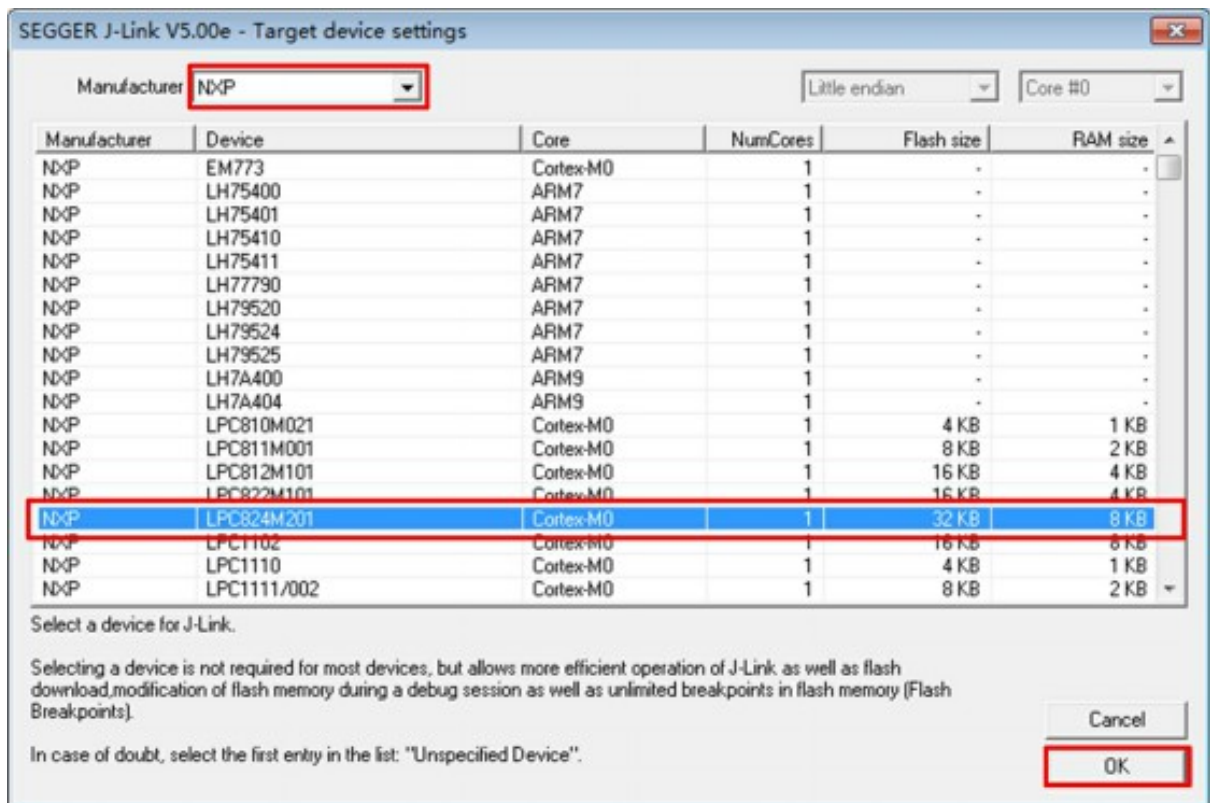 SEGGER J-Link V5.00e - Target device settings
Manufacturer NXP Little endian Core #0
Manufacturer Device Core NumCores Flash size RAM size
NXP EM773 Cortex-M0 1 - -
NXP LH75400 ARM7 1 - -
NXP LH75401 ARM7 1 - -
NXP LH75410 ARM7 1 - -
NXP LH75411 ARM7 1 - -
NXP LH77790 ARM7 1 - -
NXP LH79520 ARM7 1 - -
NXP LH79524 ARM7 1 - -
NXP LH79525 ARM7 1 - -
NXP LH7A400 ARM9 1 - -
NXP LH7A404 ARM9 1 - -
NXP LPC810M021 Cortex-M0 1 4 KB 1 KB
NXP LPC811M001 Cortex-M0 1 8 KB 2 KB
NXP LPC812M101 Cortex-M0 1 16 KB 4 KB
NXP LPC822M101 Cortex-M0 1 16 KB 4 KB
NXP LPC824M201 Cortex-M0 1 32 KB 8 KB
NXP LPC1102 Cortex-M0 1 16 KB 8 KB
NXP LPC1110 Cortex-M0 1 4 KB 1 KB
NXP LPC1111/002 Cortex-M0 1 8 KB 2 KB
Select a device for J-Link.
Selecting a device is not required for most devices, but allows more efficient operation of J-Link as well as flash
download,modification of flash memory during a debug session as well as unlimited breakpoints in flash memory (Flash
Breakpoints).
Cancel
In case of doubt, select the first entry in the list: "Unspecified Device".
OK